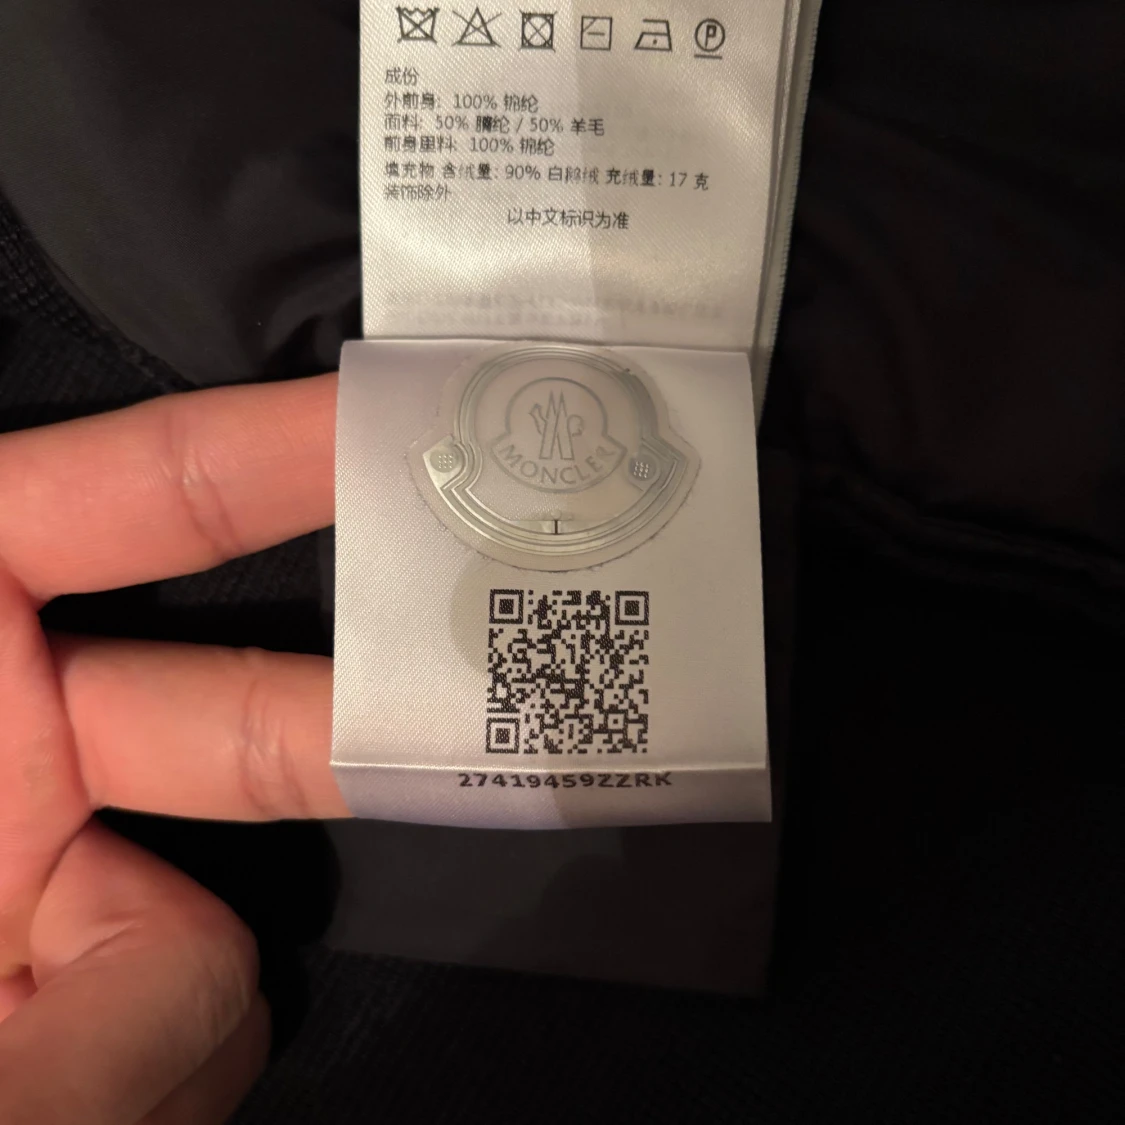 P
成份
外前身: 100% 锦纶
面料: 50% 腈纶 / 50% 羊毛
前身里料: 100% 锦纶
填充物 含绒量: 90% 白鹅绒 充绒量: 17 克
装饰除外
以中文标识为准
MONCLER
27419459ZZRK